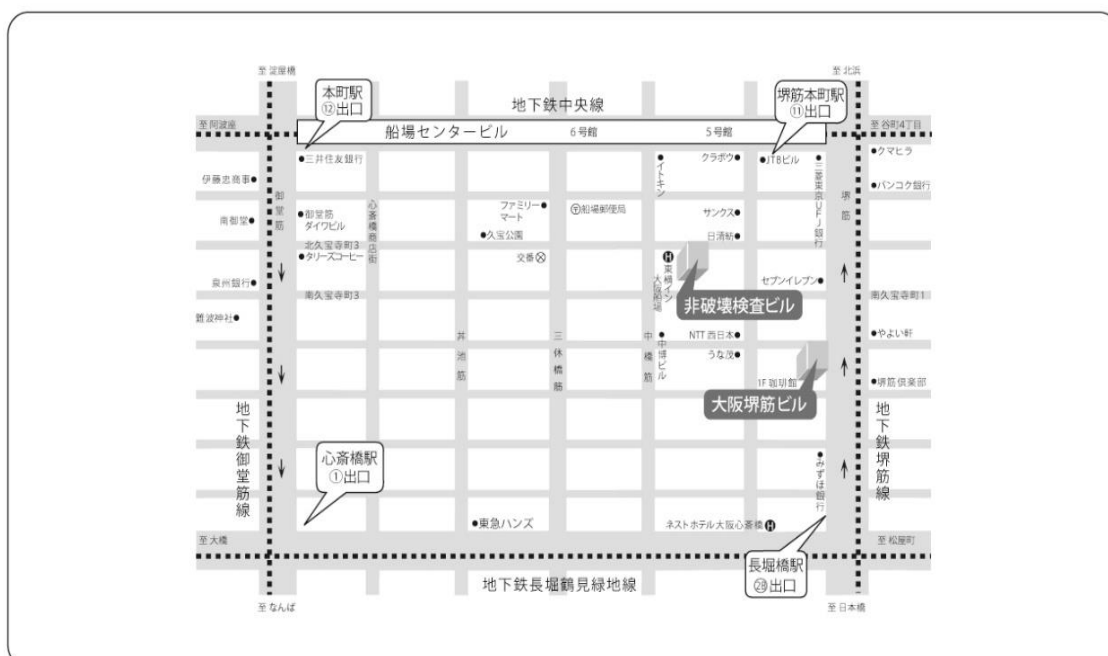 至 淀屋橋
至 北浜
本町駅
⑫出口
地下鉄中央線
堺筋本町駅
⑪出口
至 阿波座
船場センタービル
6号館
5号館
至 谷町4丁目
三井住友銀行
イトキン
クラボウ
JTBビル
三菱東京UFJ銀行
クマヒラ
伊藤忠商事
バンコク銀行
御堂筋
心斎橋商店街
堺筋
南御堂
御堂筋
ダイワビル
ファミリー
マート
〒船場郵便局
サンクス
久宝公園
日清紡
北久宝寺町3
タリーズコーヒー
交番
H
東横イン
大阪船場
泉州銀行
セブンイレブン
南久宝寺町3
南久宝寺町1
非破壊検査ビル
難波神社
丼池筋
三休橋筋
中橋筋
中博ビル
NTT 西日本
やよい軒
うな茂
1F 珈琲館
堺筋倶楽部
大阪堺筋ビル
地下鉄御堂筋線
地下鉄堺筋線
心斎橋駅
①出口
みずほ銀行
東急ハンズ
ネストホテル大阪心斎橋 H
至 大橋
至 松屋町
長堀橋駅
2B出口
地下鉄長堀鶴見緑地線
至 なんば
至 日本橋